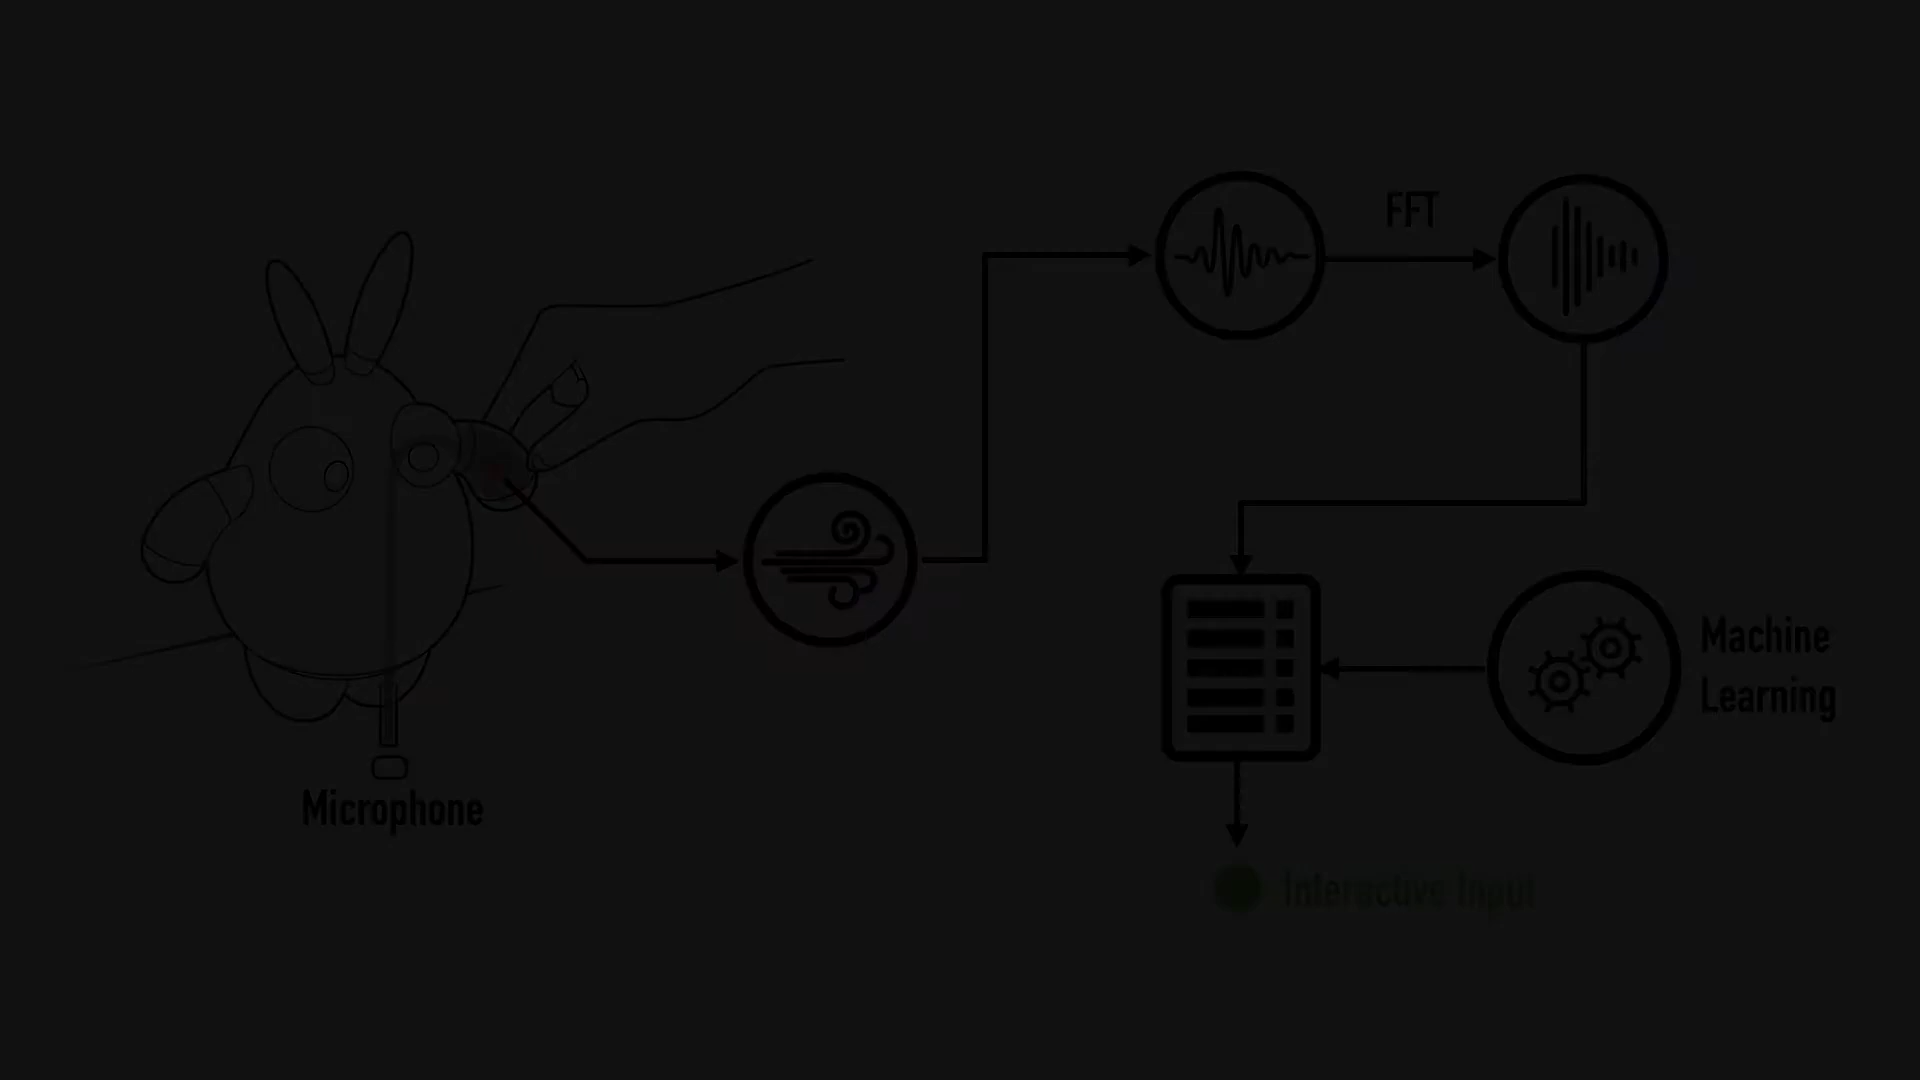 FFT
Machine
Learning
Microphone
Interactive Input